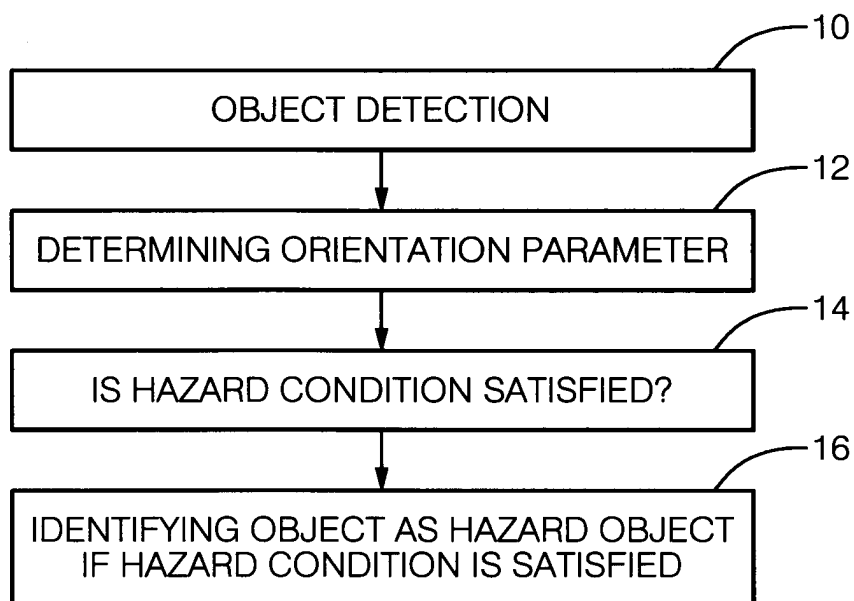 10
OBJECT DETECTION
12
DETERMINING ORIENTATION PARAMETER
14
IS HAZARD CONDITION SATISFIED?
16
IDENTIFYING OBJECT AS HAZARD OBJECT
IF HAZARD CONDITION IS SATISFIED